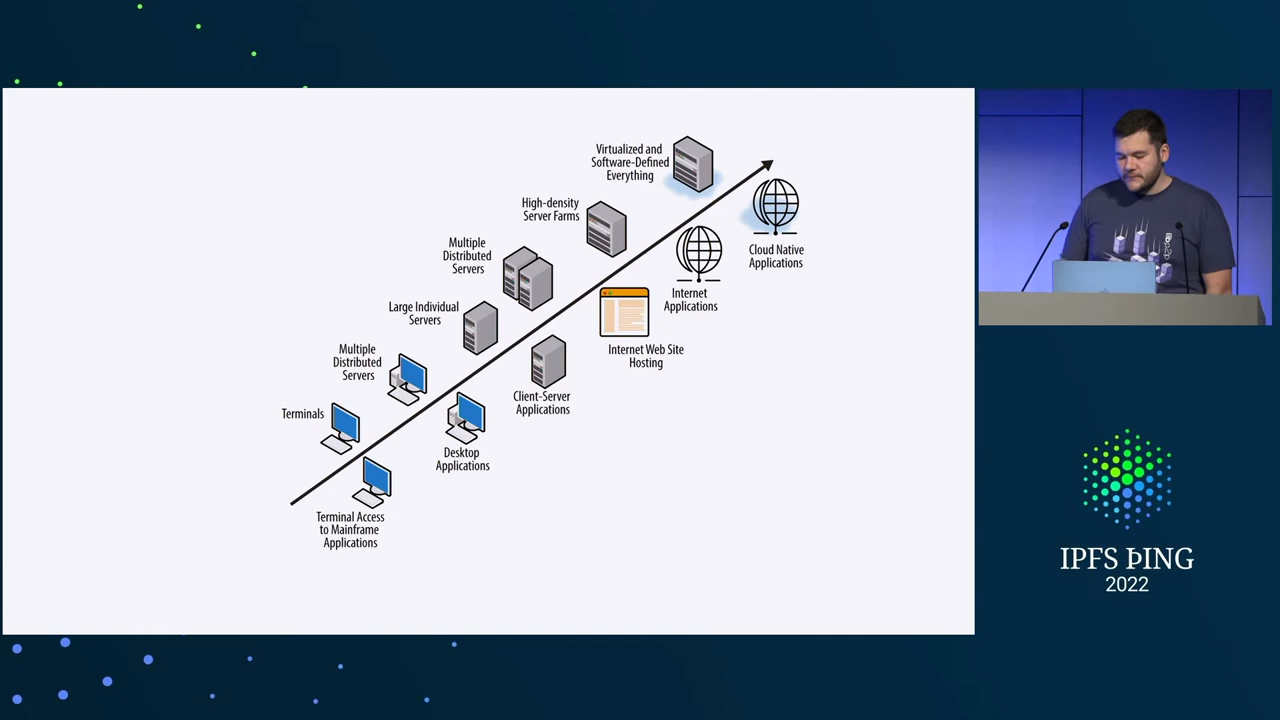 Virtualized and
Software-Defined
Everything
High-density
Server Farms
Multiple
Distributed
Servers
Large Individual
Servers
Multiple
Distributed
Servers
Terminals
Cloud Native
Applications
Internet
Applications
Internet Web Site
Hosting
Client-Server
Applications
Desktop
Applications
Terminal Access
to Mainframe
Applications
IPFS ÞING
2022